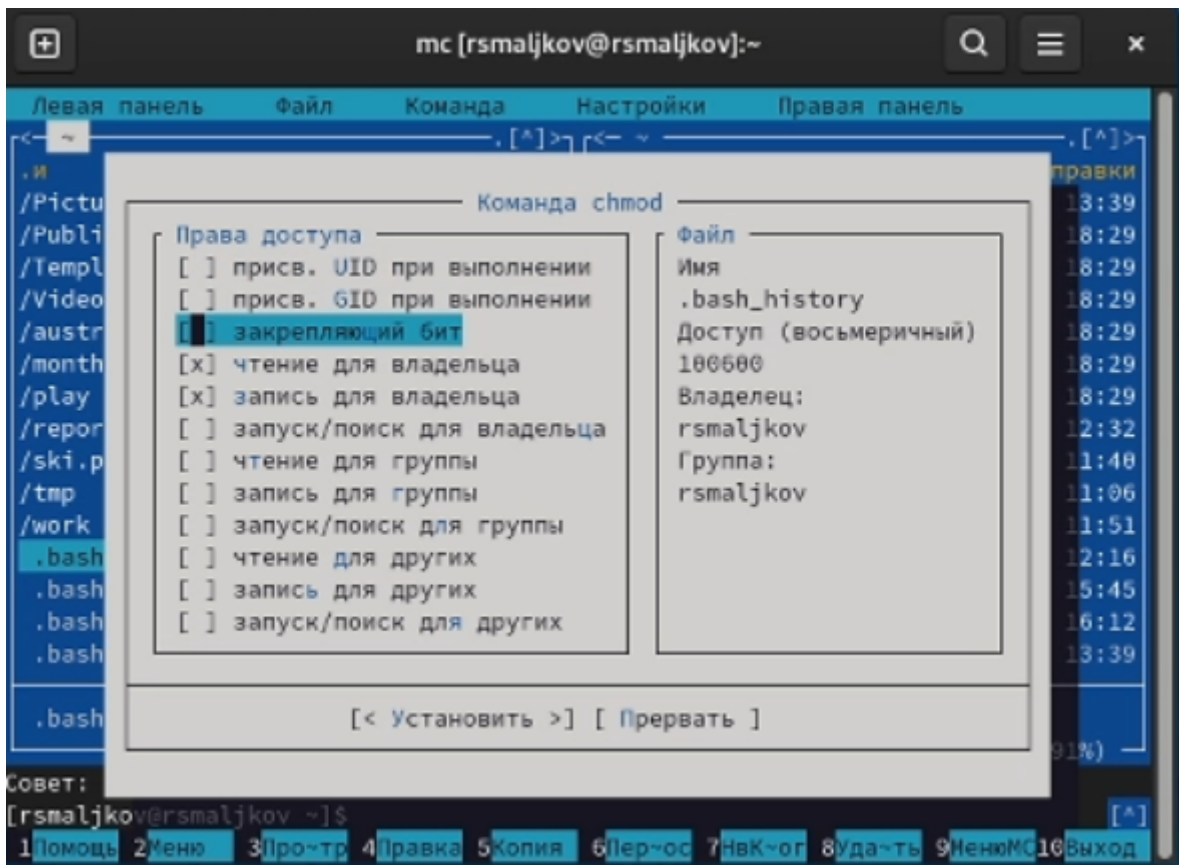 mc [rsmaljkov@rsmaljkov]:~
Левая панель Файл Команда Настройки Правая панель
<— ~ .[^]> <— ~ .[^]>
.и правки
/Pictu 13:39
/Publi 18:29
/Templ 18:29
/Video 18:29
/austr 18:29
/month 18:29
/play 18:29
/repor 12:32
/ski.p 11:40
/tmp 11:06
/work 11:51
.bash 12:16
.bash 15:45
.bash 16:12
.bash 13:39
.bash
91%)
Команда chmod
Права доступа
[ ] присв. UID при выполнении
[ ] присв. GID при выполнении
[ ] закрепляющий бит
[x] чтение для владельца
[x] запись для владельца
[ ] запуск/поиск для владельца
[ ] чтение для группы
[ ] запись для группы
[ ] запуск/поиск для группы
[ ] чтение для других
[ ] запись для других
[ ] запуск/поиск для других
Файл
Имя
.bash_history
Доступ (восьмеричный)
100600
Владелец:
rsmaljkov
Группа:
rsmaljkov
[< Установить >] [ Прервать ]
Совет:
[rsmaljkov@rsmaljkov ~]$ [^]
1Помощь 2Меню 3Про~тр 4Правка 5Копия 6Пер~ос 7НвК~ог 8Уда~ть 9МенюMC10Выход